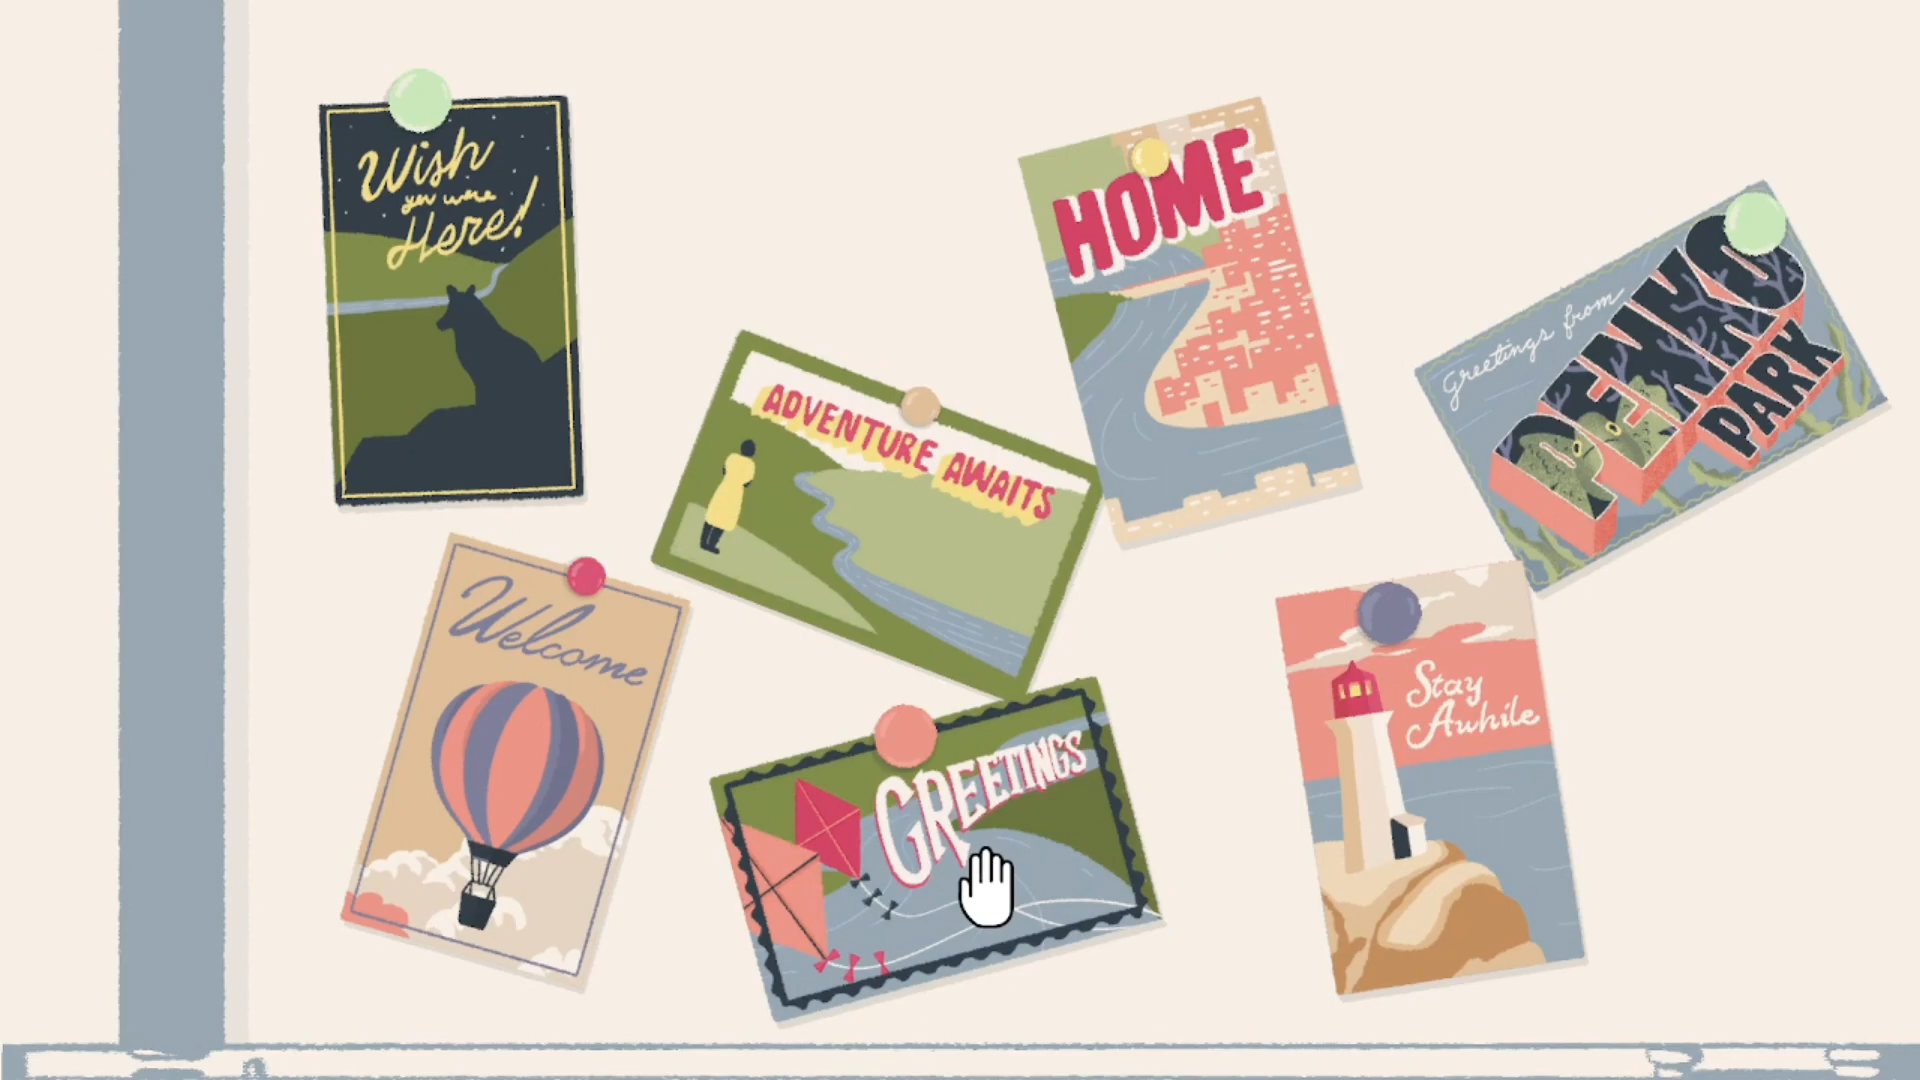 Wish
you were
Here!
HOME
Greetings from
PENKO
PARK
ADVENTURE AWAITS
Welcome
GREETINGS
Stay
Awhile